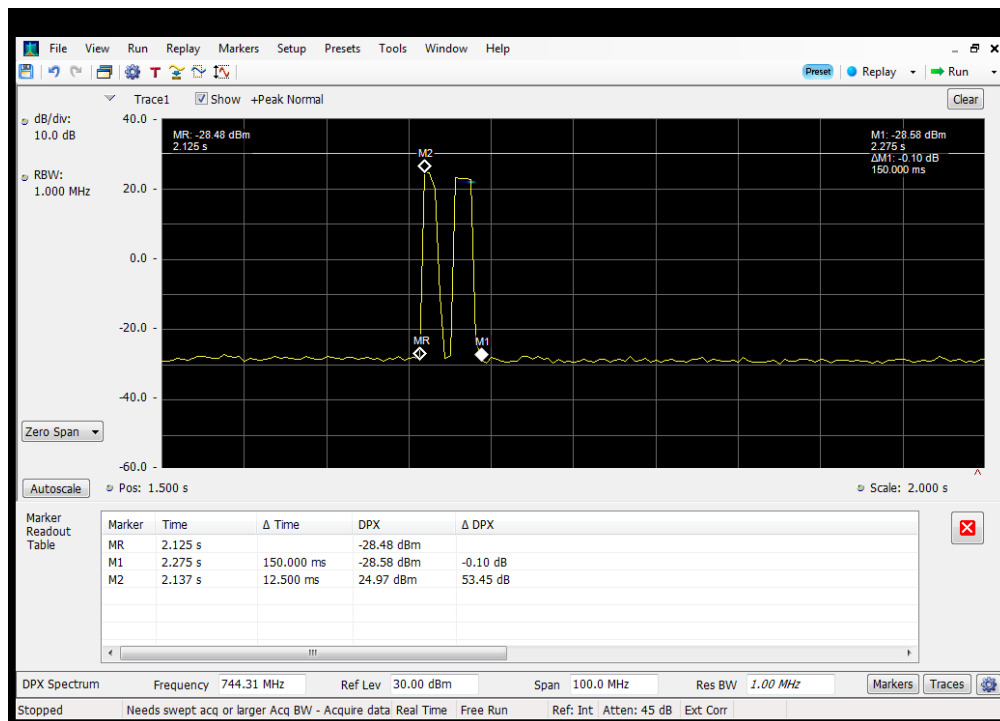 File View Run Replay Markers Setup Presets Tools Window Help
T Preset Replay Run
Trace1 Show +Peak Normal Clear
dB/div:
10.0 dB
RBW:
1.000 MHz
40.0
20.0
0.0
-20.0
-40.0
-60.0
MR: -28.48 dBm
2.125 s
M1: -28.58 dBm
2.275 s
ΔM1: -0.10 dB
150.000 ms
M2
MR
M1
Zero Span
Autoscale Pos: 1.500 s Scale: 2.000 s
Marker
Readout
Table
Marker Time Δ Time DPX Δ DPX
MR 2.125 s -28.48 dBm
M1 2.275 s 150.000 ms -28.58 dBm -0.10 dB
M2 2.137 s 12.500 ms 24.97 dBm 53.45 dB
DPX Spectrum Frequency 744.31 MHz Ref Lev 30.00 dBm Span 100.0 MHz Res BW 1.00 MHz Markers Traces
Stopped Needs swept acq or larger Acq BW - Acquire data Real Time Free Run Ref: Int Atten: 45 dB Ext Corr